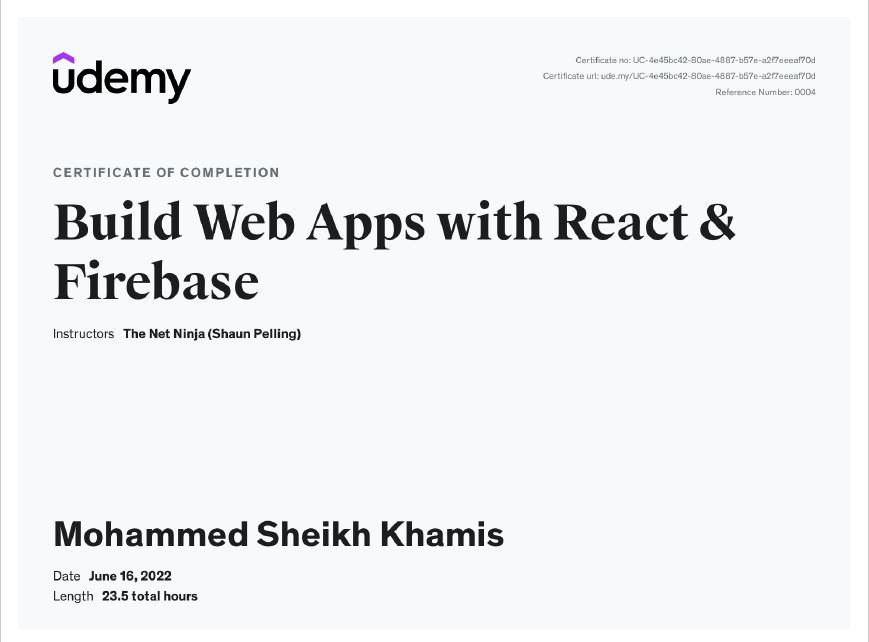 udemy
Certificate no: UC-4e45bc42-80ae-4887-b57e-a2f7eeeaf70d
Certificate url: ude.my/UC-4e45bc42-80ae-4887-b57e-a2f7eeeaf70d
Reference Number: 0004
CERTIFICATE OF COMPLETION
Build Web Apps with React &
Firebase
Instructors The Net Ninja (Shaun Pelling)
Mohammed Sheikh Khamis
Date June 16, 2022
Length 23.5 total hours